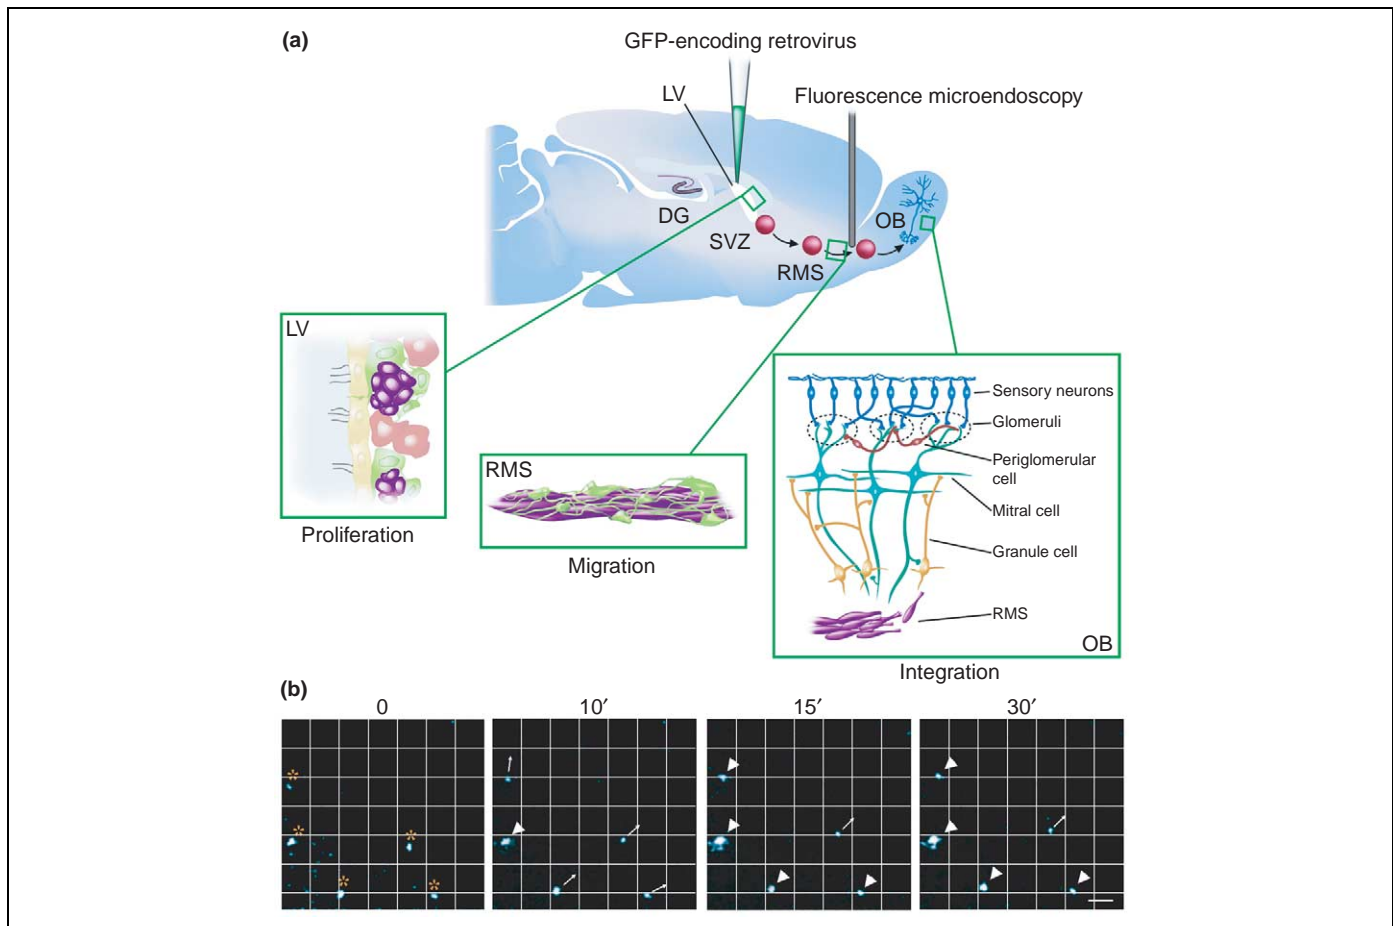 (a)
GFP-encoding retrovirus
LV
Fluorescence microendoscopy
DG
OB
SVZ
RMS
LV
Proliferation
RMS
Migration
Sensory neurons
Glomeruli
Periglomerular
cell
Mitral cell
Granule cell
RMS
OB
Integration
(b)
0
10′
15′
30′